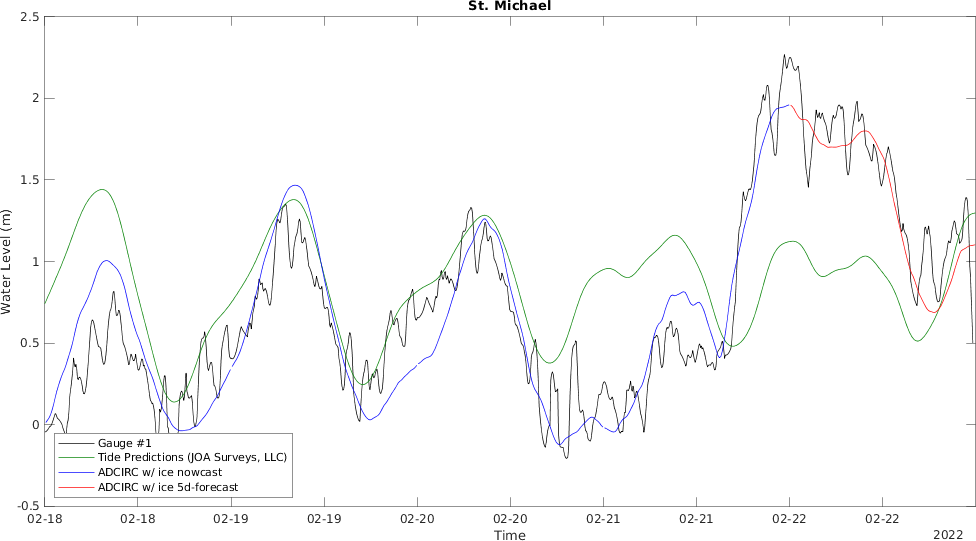 St. Michael
2.5
2
1.5
1
0.5
0
-0.5
Water Level (m)
Gauge #1
Tide Predictions (JOA Surveys, LLC)
ADCIRC w/ ice nowcast
ADCIRC w/ ice 5d-forecast
02-18 02-18 02-19 02-19 02-20 02-20 02-21 02-21 02-22 02-22
Time
2022